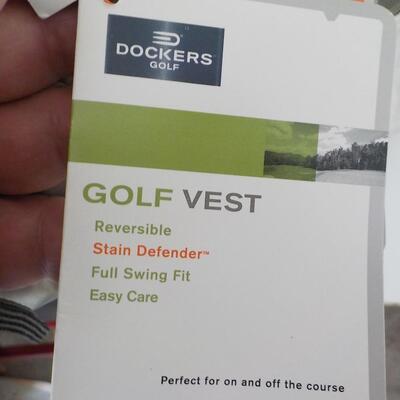 DOCKERS
GOLF
GOLF VEST
Reversible
Stain Defender™
Full Swing Fit
Easy Care
Perfect for on and off the course